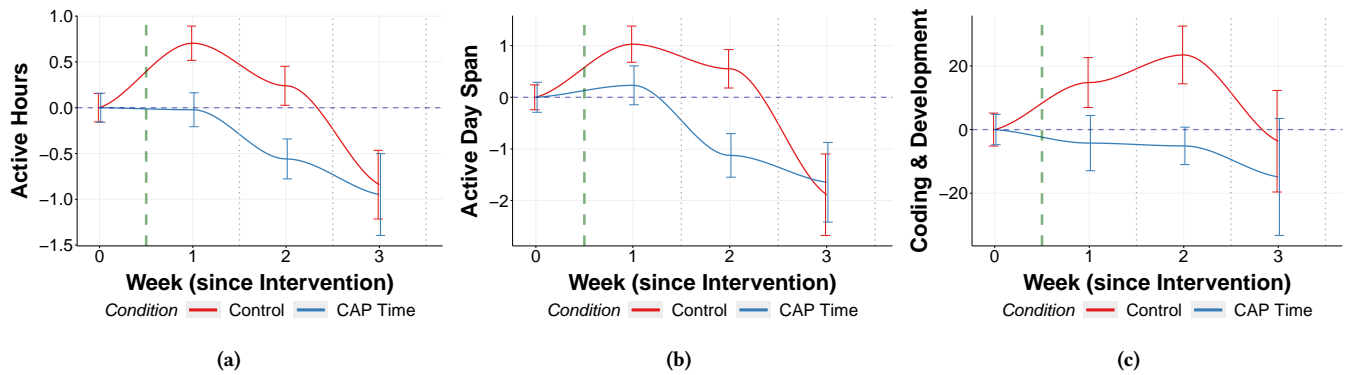 Active Hours
1.0
0.5
0.0
−0.5
−1.0
−1.5
0 1 2 3
Week (since Intervention)
Condition Control CAP Time
(a)
Active Day Span
1
0
−1
−2
0 1 2 3
Week (since Intervention)
Condition Control CAP Time
(b)
Coding & Development
20
0
−20
0 1 2 3
Week (since Intervention)
Condition Control CAP Time
(c)